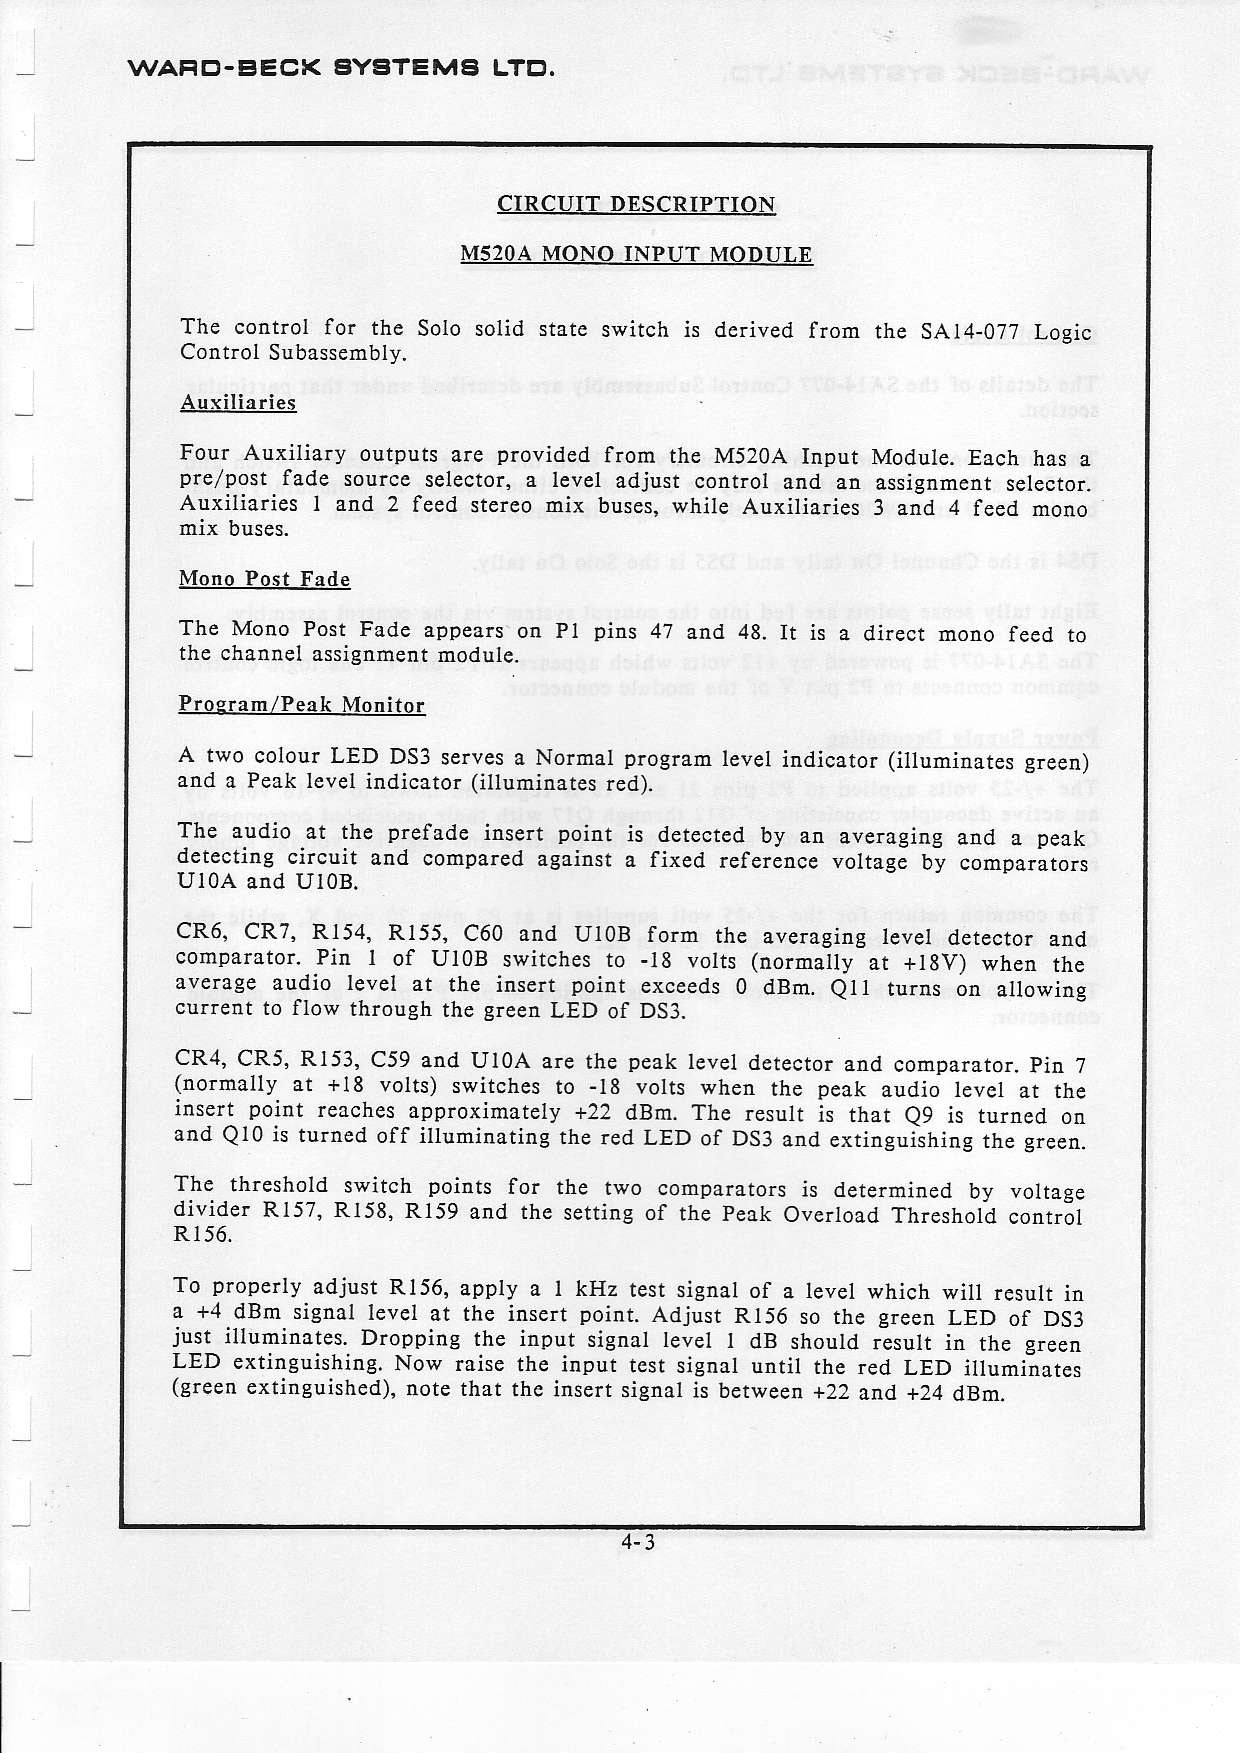 WARD-BECK SYSTEMS LTD.
CIRCUIT DESCRIPTION
M520A MONO INPUT MODULE
The control for the Solo solid state switch is derived from the SA14-077 Logic
Control Subassembly.
Auxiliaries
Four Auxiliary outputs are provided from the M520A Input Module. Each has a
pre/post fade source selector, a level adjust control and an assignment selector.
Auxiliaries 1 and 2 feed stereo mix buses, while Auxiliaries 3 and 4 feed mono
mix buses.
Mono Post Fade
The Mono Post Fade appears on P1 pins 47 and 48. It is a direct mono feed to
the channel assignment module.
Program/Peak Monitor
A two colour LED DS3 serves a Normal program level indicator (illuminates green)
and a Peak level indicator (illuminates red).
The audio at the prefade insert point is detected by an averaging and a peak
detecting circuit and compared against a fixed reference voltage by comparators
U10A and U10B.
CR6, CR7, R154, R155, C60 and U10B form the averaging level detector and
comparator. Pin 1 of U10B switches to -18 volts (normally at +18V) when the
average audio level at the insert point exceeds 0 dBm. Q11 turns on allowing
current to flow through the green LED of DS3.
CR4, CR5, R153, C59 and U10A are the peak level detector and comparator. Pin 7
(normally at +18 volts) switches to -18 volts when the peak audio level at the
insert point reaches approximately +22 dBm. The result is that Q9 is turned on
and Q10 is turned off illuminating the red LED of DS3 and extinguishing the green.
The threshold switch points for the two comparators is determined by voltage
divider R157, R158, R159 and the setting of the Peak Overload Threshold control
R156.
To properly adjust R156, apply a 1 kHz test signal of a level which will result in
a +4 dBm signal level at the insert point. Adjust R156 so the green LED of DS3
just illuminates. Dropping the input signal level 1 dB should result in the green
LED extinguishing. Now raise the input test signal until the red LED illuminates
(green extinguished), note that the insert signal is between +22 and +24 dBm.
4-3